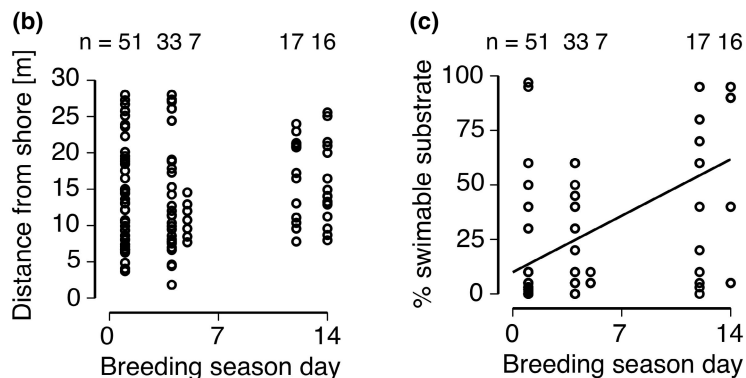 (b)
n = 51 33 7 17 16
Distance from shore [m]
30
25
20
15
10
5
0
0 7 14
Breeding season day
(c)
n = 51 33 7 17 16
% swimable substrate
100
75
50
25
0
0 7 14
Breeding season day